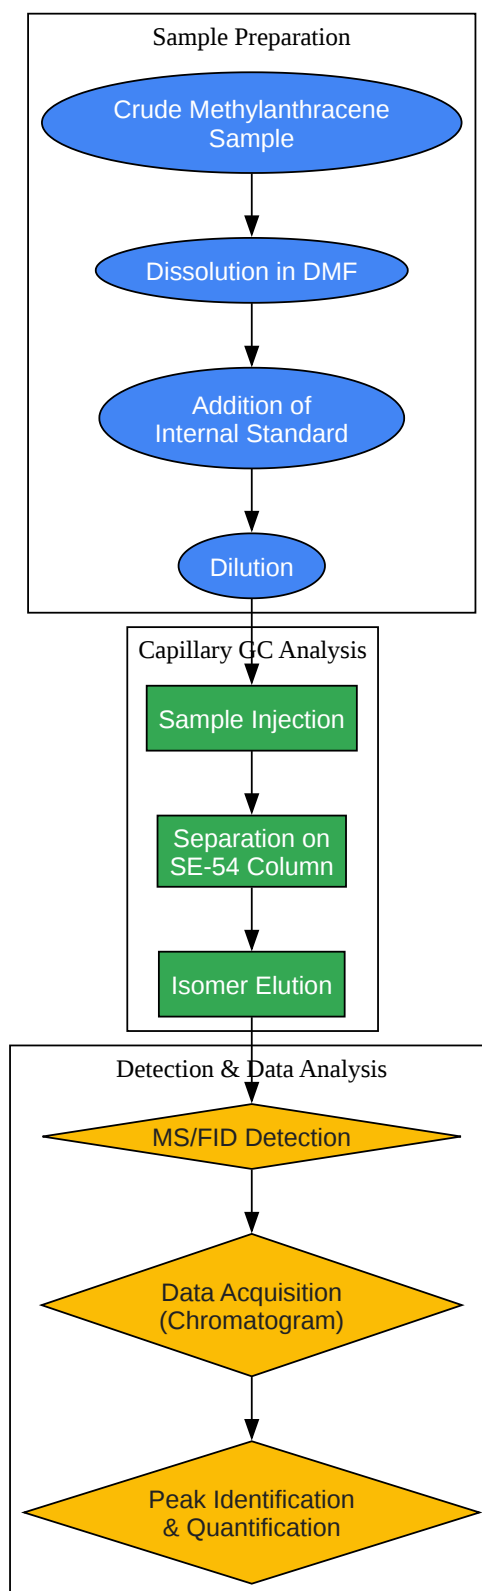 Sample Preparation
Crude Methylanthracene
Sample
Dissolution in DMF
Addition of
Internal Standard
Dilution
Capillary GC Analysis
Sample Injection
Separation on
SE-54 Column
Isomer Elution
Detection & Data Analysis
MS/FID Detection
Data Acquisition
(Chromatogram)
Peak Identification
& Quantification